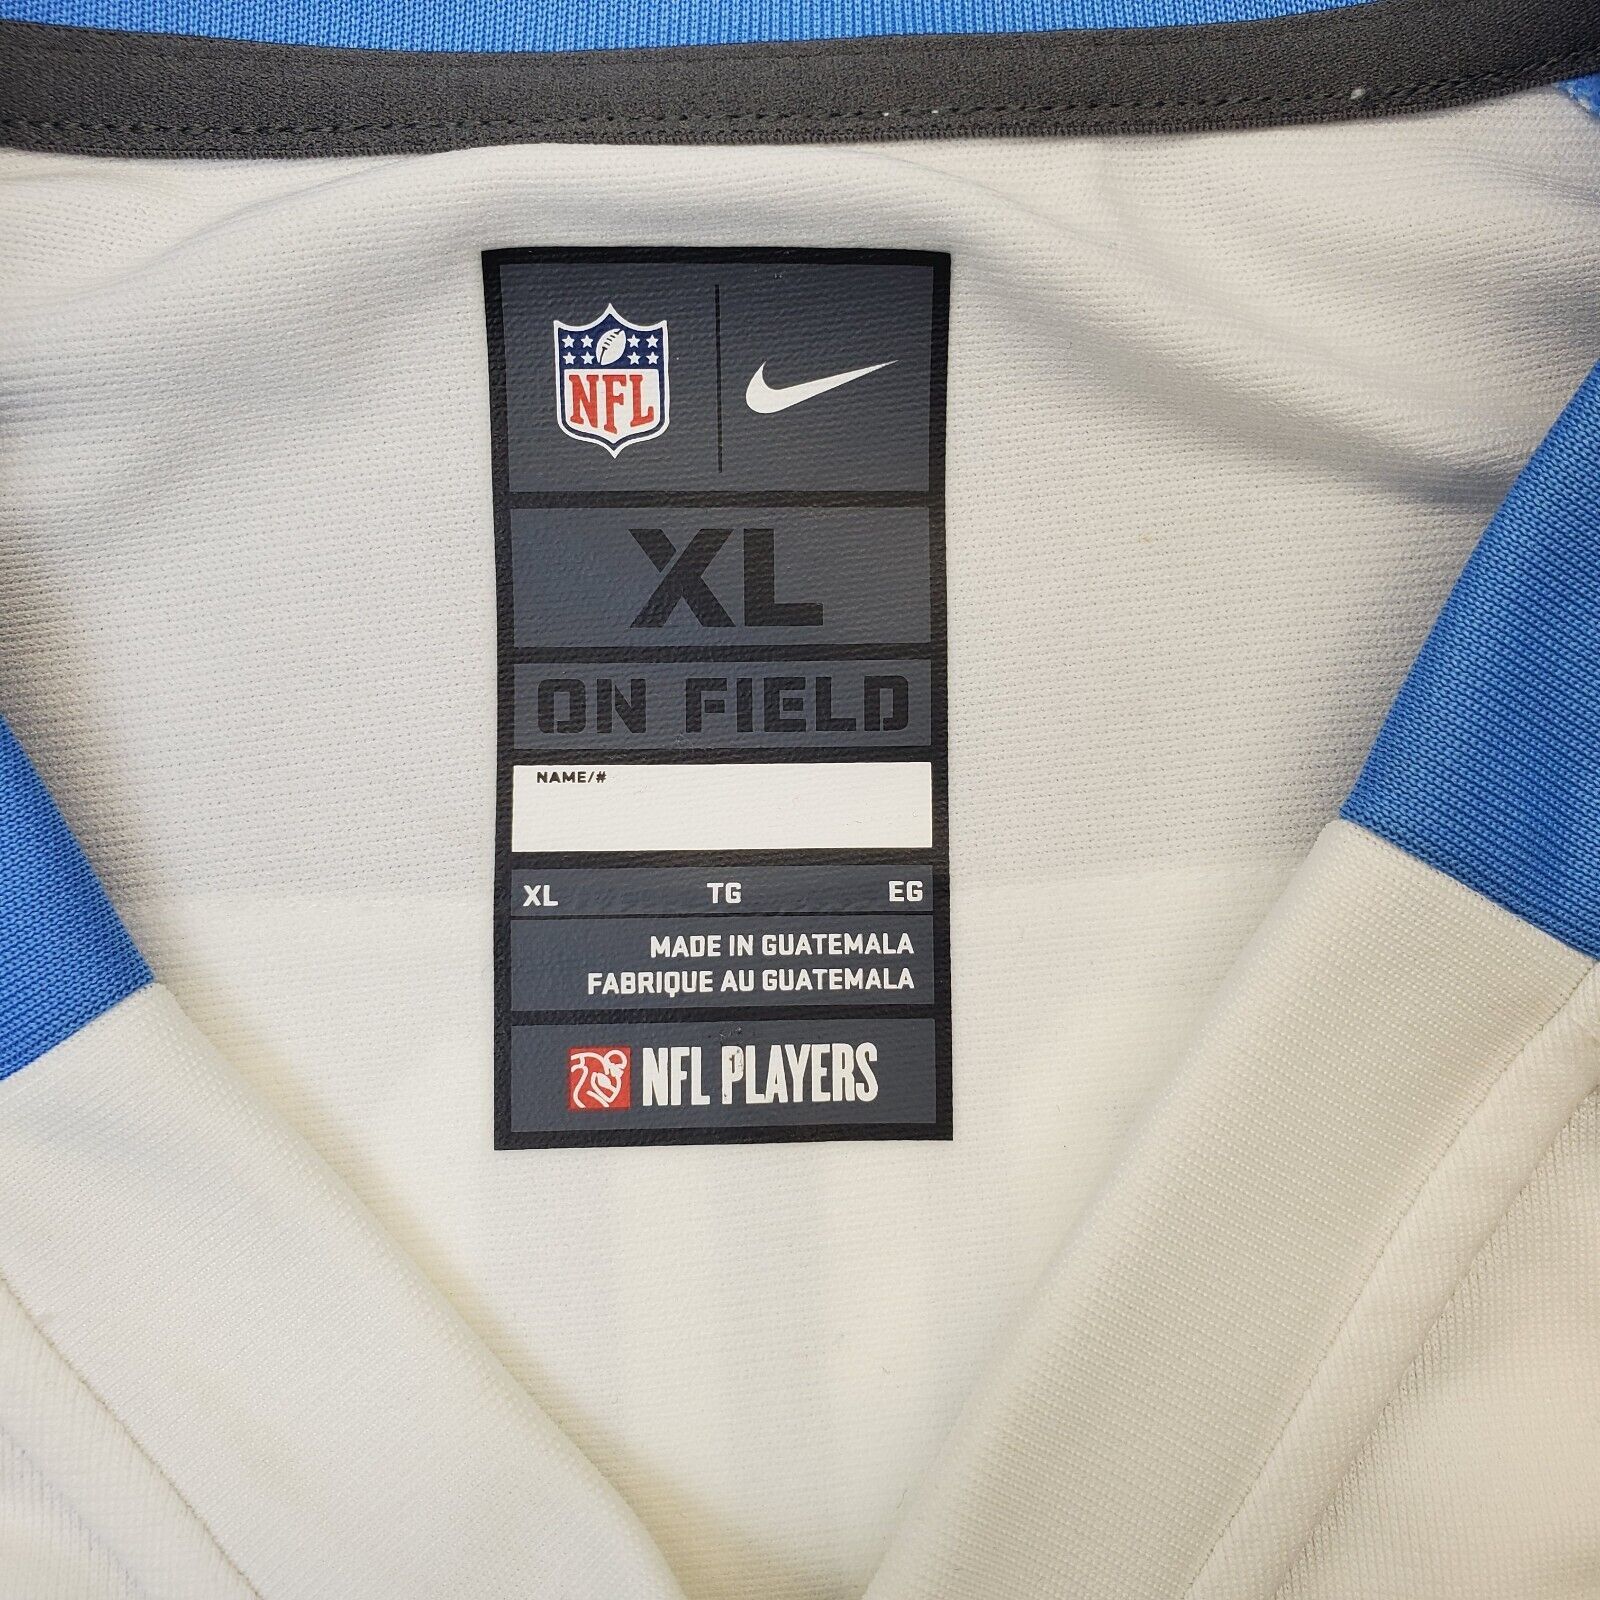 NFL
XL
ON FIELD
NAME/#
XL TG EG
MADE IN GUATEMALA
FABRIQUE AU GUATEMALA
NFL PLAYERS